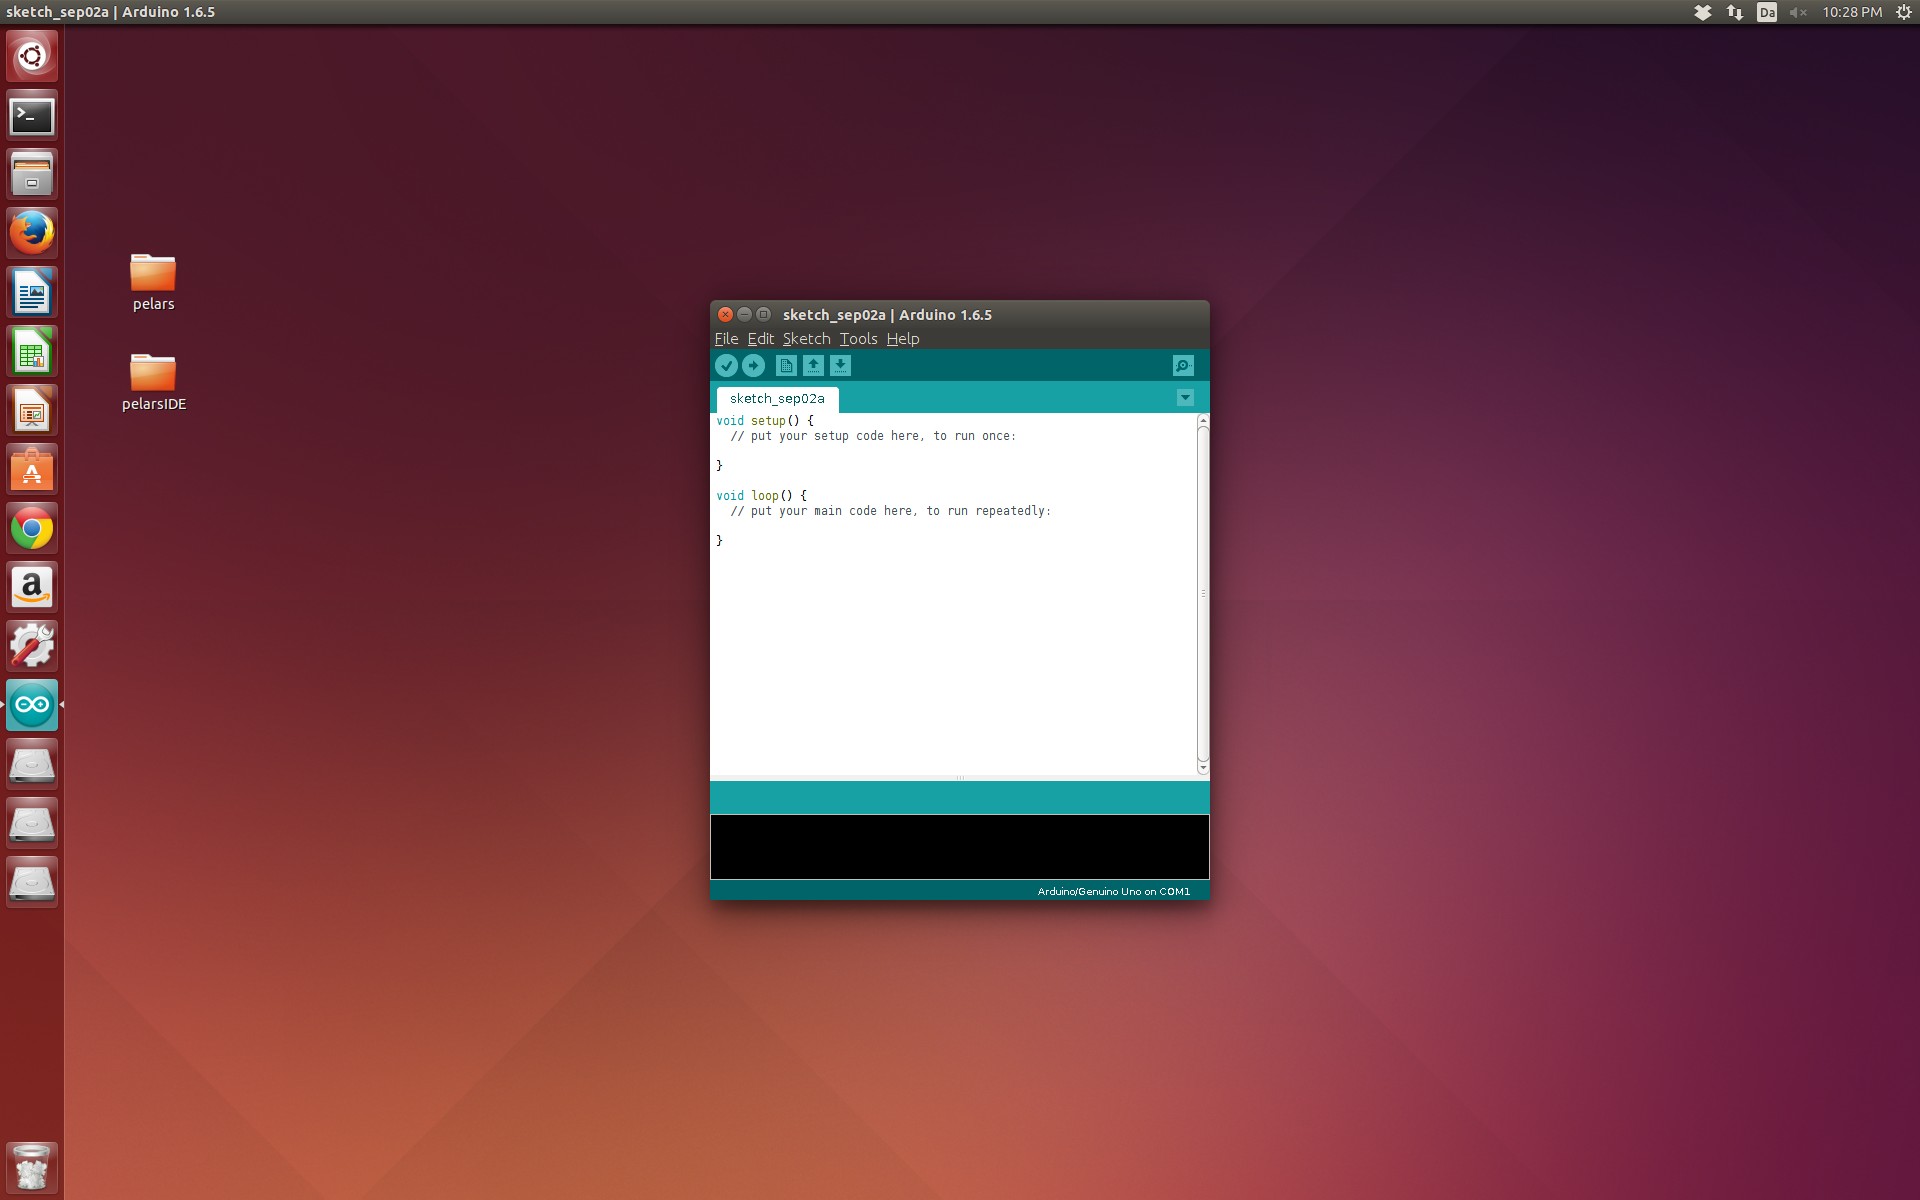 sketch_sep02a | Arduino 1.6.5
Da
10:28 PM
pelars
pelarsIDE
sketch_sep02a | Arduino 1.6.5
File Edit Sketch Tools Help
sketch_sep02a
void setup() {
  // put your setup code here, to run once:
}
void loop() {
  // put your main code here, to run repeatedly:
}
Arduino/Genuino Uno on COM1